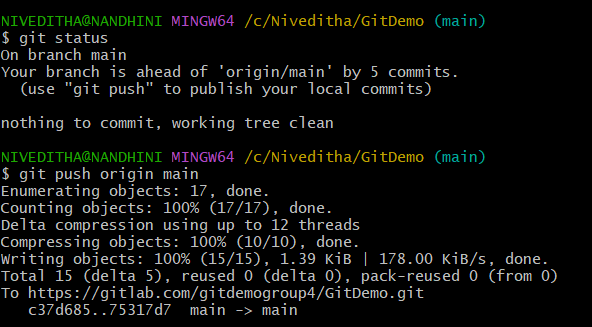 NIVEDITHA@NANDHINI MINGW64 /c/Niveditha/GitDemo (main)
$ git status
On branch main
Your branch is ahead of 'origin/main' by 5 commits.
  (use "git push" to publish your local commits)

nothing to commit, working tree clean

NIVEDITHA@NANDHINI MINGW64 /c/Niveditha/GitDemo (main)
$ git push origin main
Enumerating objects: 17, done.
Counting objects: 100% (17/17), done.
Delta compression using up to 12 threads
Compressing objects: 100% (10/10), done.
Writing objects: 100% (15/15), 1.39 KiB | 178.00 KiB/s, done.
Total 15 (delta 5), reused 0 (delta 0), pack-reused 0 (from 0)
To https://gitlab.com/gitdemogroup4/GitDemo.git
   c37d685..75317d7  main -> main